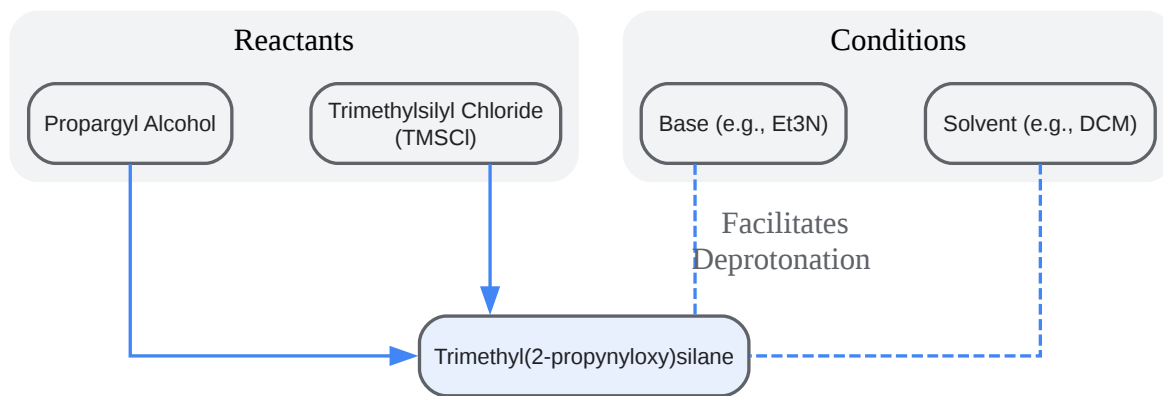 Reactants
Conditions
Propargyl Alcohol
Trimethylsilyl Chloride
(TMSCl)
Base (e.g., Et3N)
Solvent (e.g., DCM)
Facilitates
Deprotonation
Trimethyl(2-propynyloxy)silane